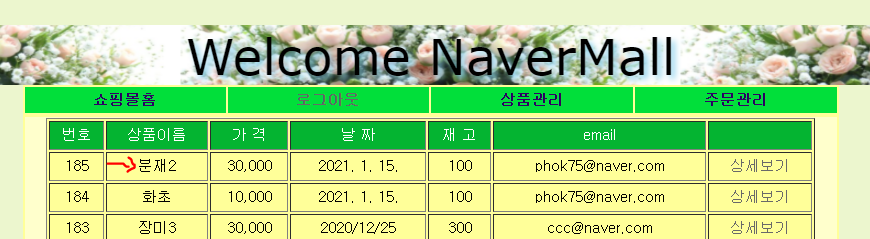 Welcome NaverMall
쇼핑몰홈 로그아웃 상품관리 주문관리
번호 상품이름 가 격 날 짜 재 고 email
185 분재2 30,000 2021. 1. 15. 100 phok75@naver.com 상세보기
184 화초 10,000 2021. 1. 15. 100 phok75@naver.com 상세보기
183 장미3 30,000 2020/12/25 300 ccc@naver.com 상세보기